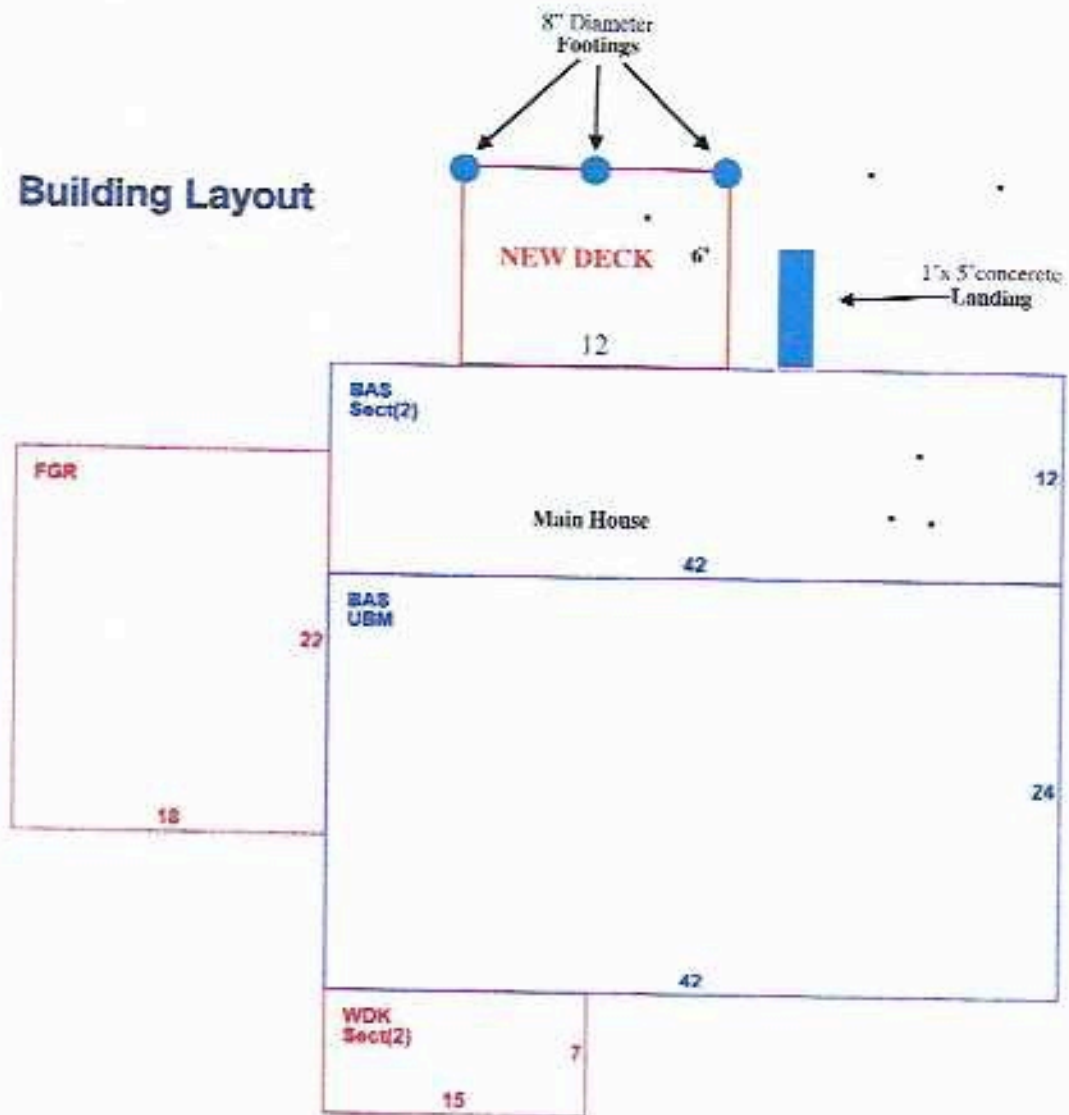 8" Diameter
Footings
Building Layout
NEW DECK
6'
1'x 5'concerete
Landing
12
BAS
Sect(2)
FGR
12
Main House
42
BAS
UBM
22
24
18
42
WDK
Sect(2)
7
15